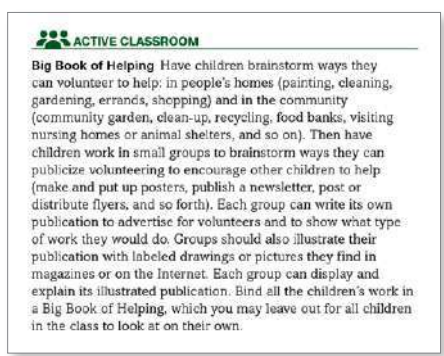 ACTIVE CLASSROOM
Big Book of Helping Have children brainstorm ways they
can volunteer to help: in people's homes (painting, cleaning,
gardening, errands, shopping) and in the community
(community garden, clean-up, recycling, food banks, visiting
nursing homes or animal shelters, and so on). Then have
children work in small groups to brainstorm ways they can
publicize volunteering to encourage other children to help
(make and put up posters, publish a newsletter, post or
distribute flyers, and so forth). Each group can write its own
publication to advertise for volunteers and to show what type
of work they would do. Groups should also illustrate their
publication with labeled drawings or pictures they find in
magazines or on the Internet. Each group can display and
explain its illustrated publication. Bind all the children's work in
a Big Book of Helping, which you may leave out for all children
in the class to look at on their own.